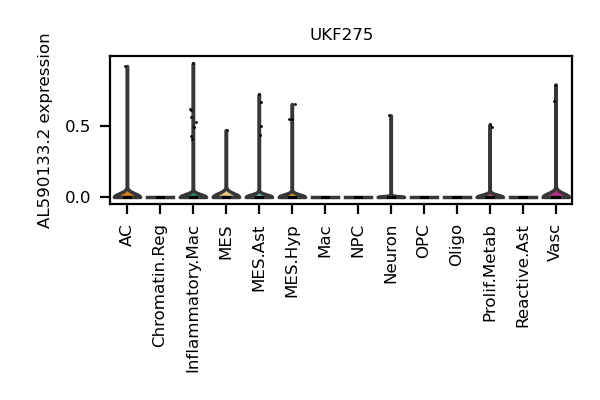 UKF275
AL590133.2 expression
0.5
0.0
AC
Chromatin.Reg
Inflammatory.Mac
MES
MES.Ast
MES.Hyp
Mac
NPC
Neuron
OPC
Oligo
Prolif.Metab
Reactive.Ast
Vasc